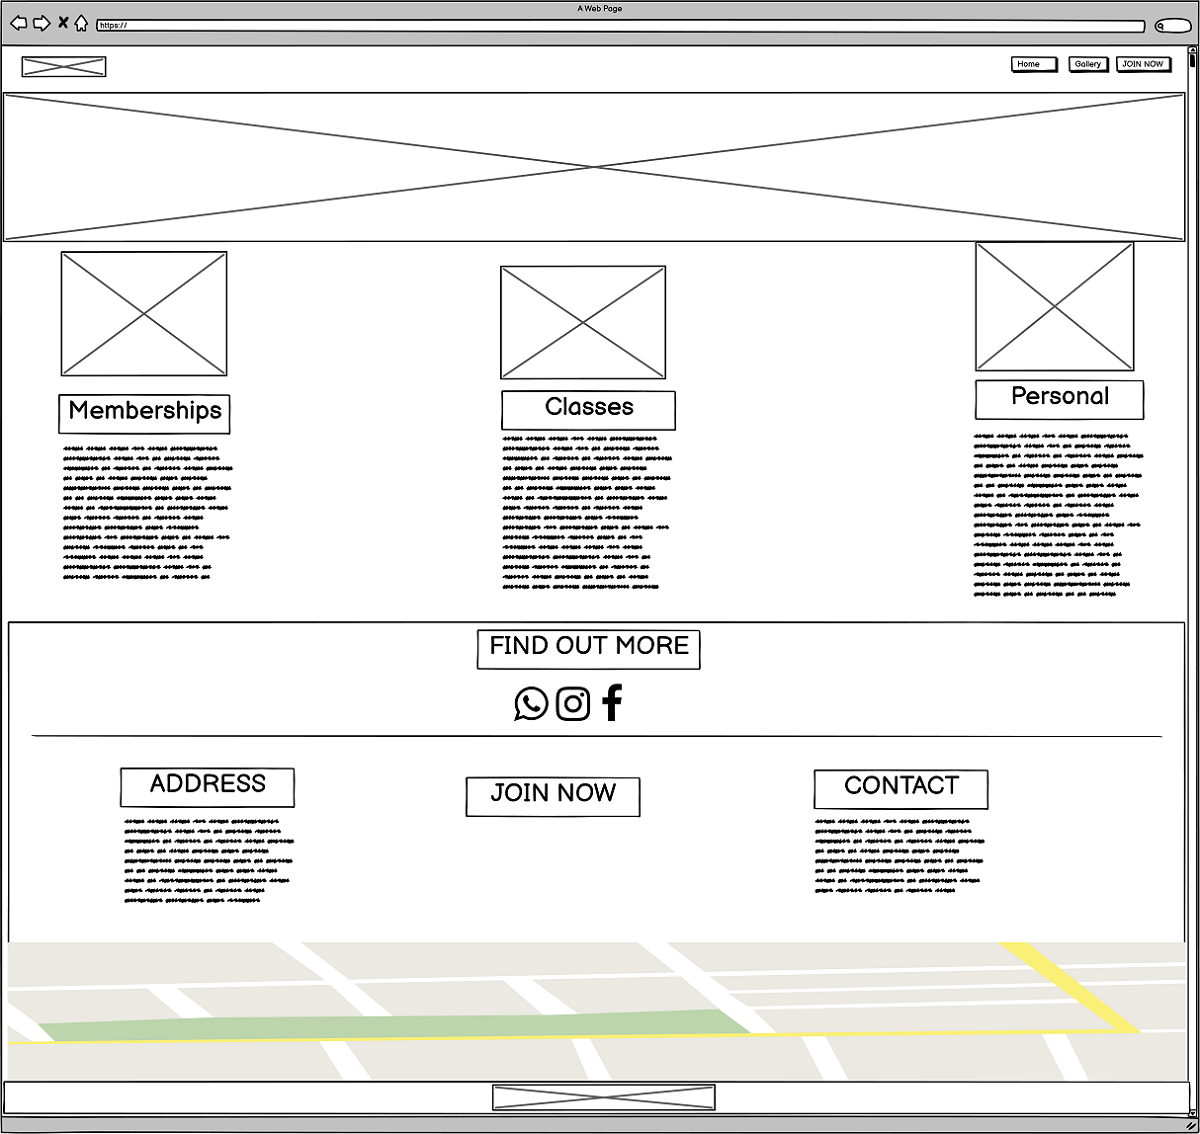 A Web Page
https://
Home
Gallery
JOIN NOW
Memberships
Classes
Personal
FIND OUT MORE
ADDRESS
JOIN NOW
CONTACT